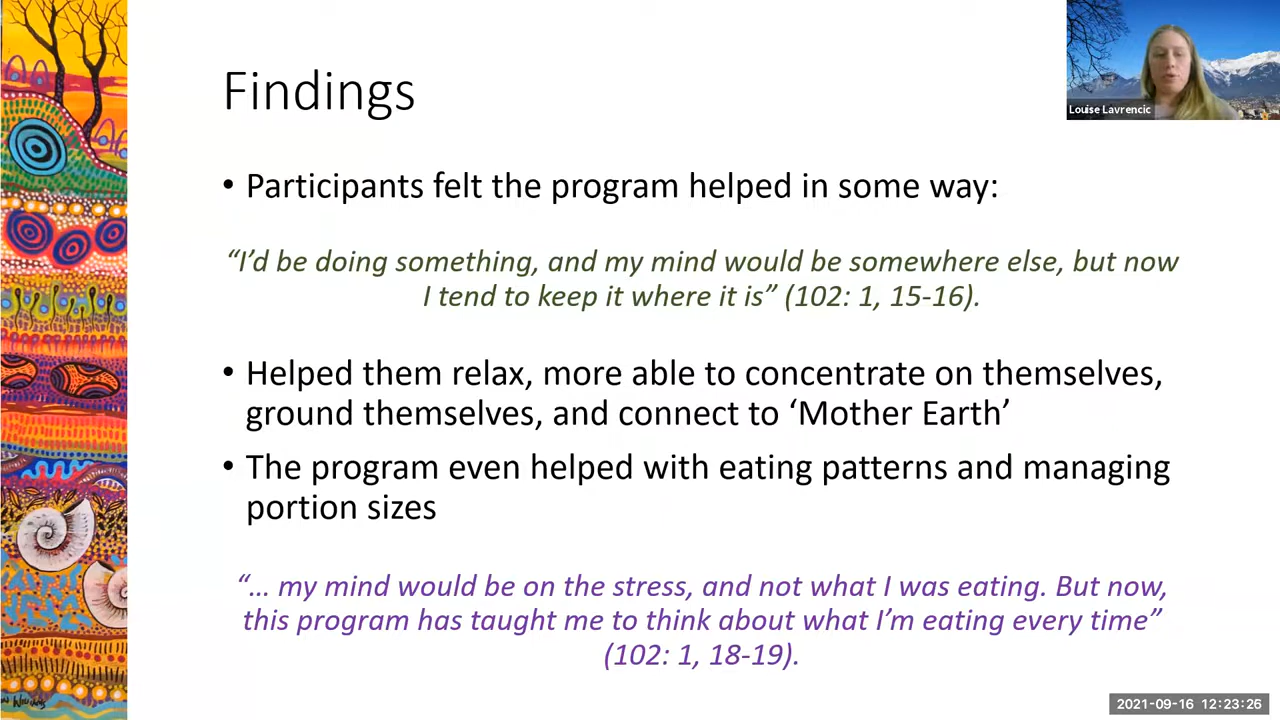 Findings
Louise Lavrencic
• Participants felt the program helped in some way:
“I’d be doing something, and my mind would be somewhere else, but now
I tend to keep it where it is” (102: 1, 15-16).
• Helped them relax, more able to concentrate on themselves,
ground themselves, and connect to ‘Mother Earth’
• The program even helped with eating patterns and managing
portion sizes
“… my mind would be on the stress, and not what I was eating. But now,
this program has taught me to think about what I’m eating every time”
(102: 1, 18-19).
2021-09-16 12:23:26